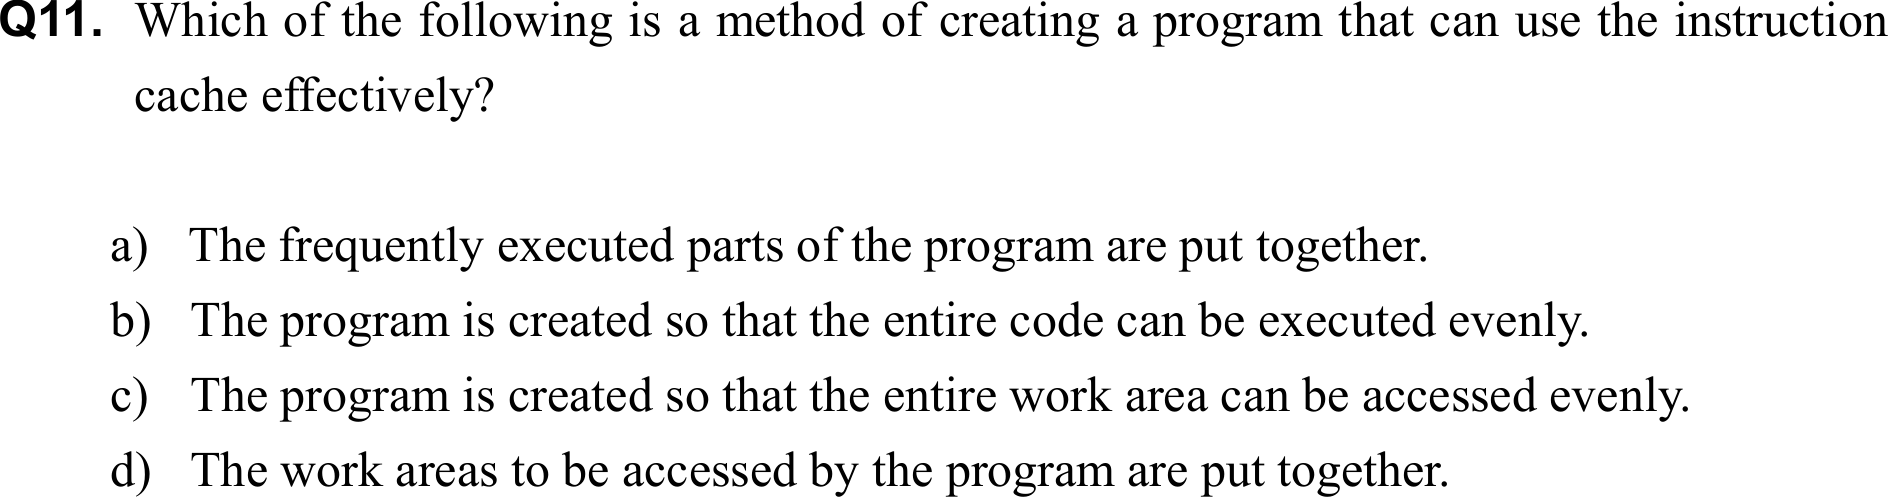 Q11. Which of the following is a method of creating a program that can use the instruction
cache effectively?
a) The frequently executed parts of the program are put together.
b) The program is created so that the entire code can be executed evenly.
c) The program is created so that the entire work area can be accessed evenly.
d) The work areas to be accessed by the program are put together.